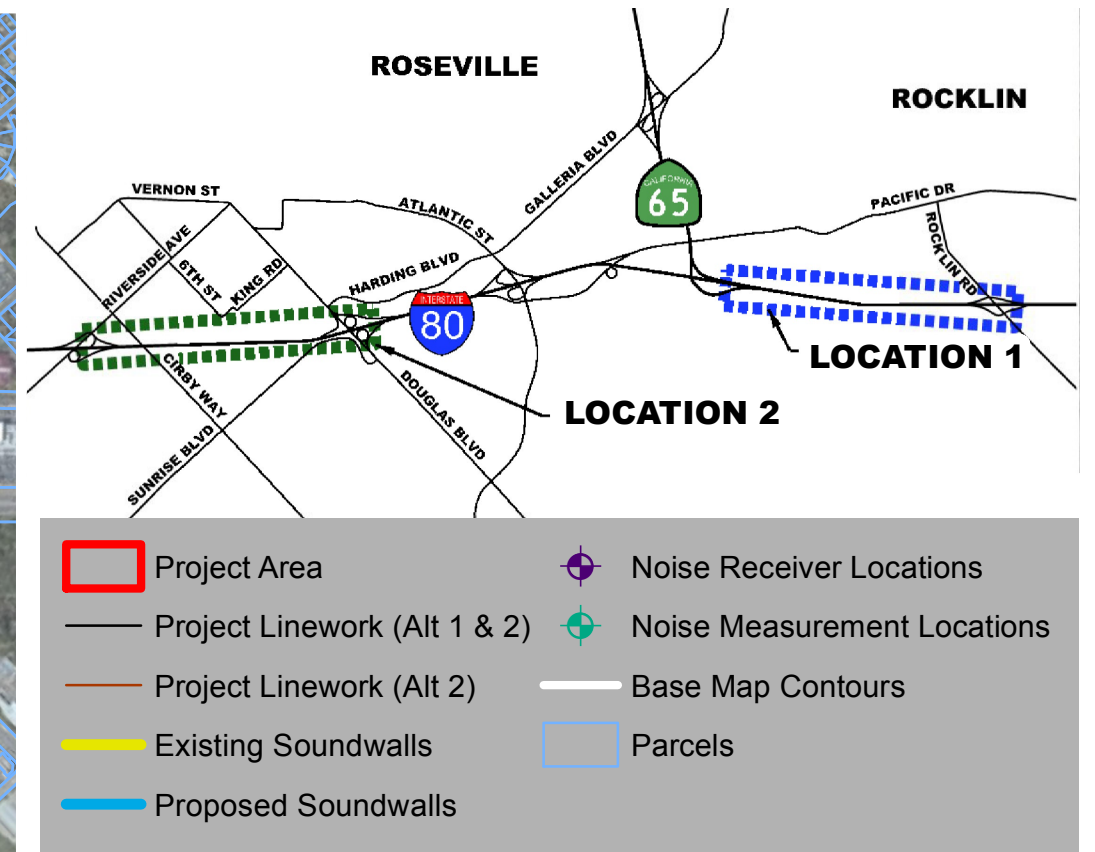 ROSEVILLE
ROCKLIN
VERNON ST
RIVERSIDE AVE
6TH ST
KING RD
HARDING BLVD
ATLANTIC ST
GALLERIA BLVD
CALIFORNIA
65
PACIFIC DR
ROCKLIN RD
INTERSTATE
80
LOCATION 1
LOCATION 2
CIRBY WAY
SUNRISE BLVD
DOUGLAS BLVD
Project Area
Project Linework (Alt 1 & 2)
Project Linework (Alt 2)
Existing Soundwalls
Proposed Soundwalls
Noise Receiver Locations
Noise Measurement Locations
Base Map Contours
Parcels